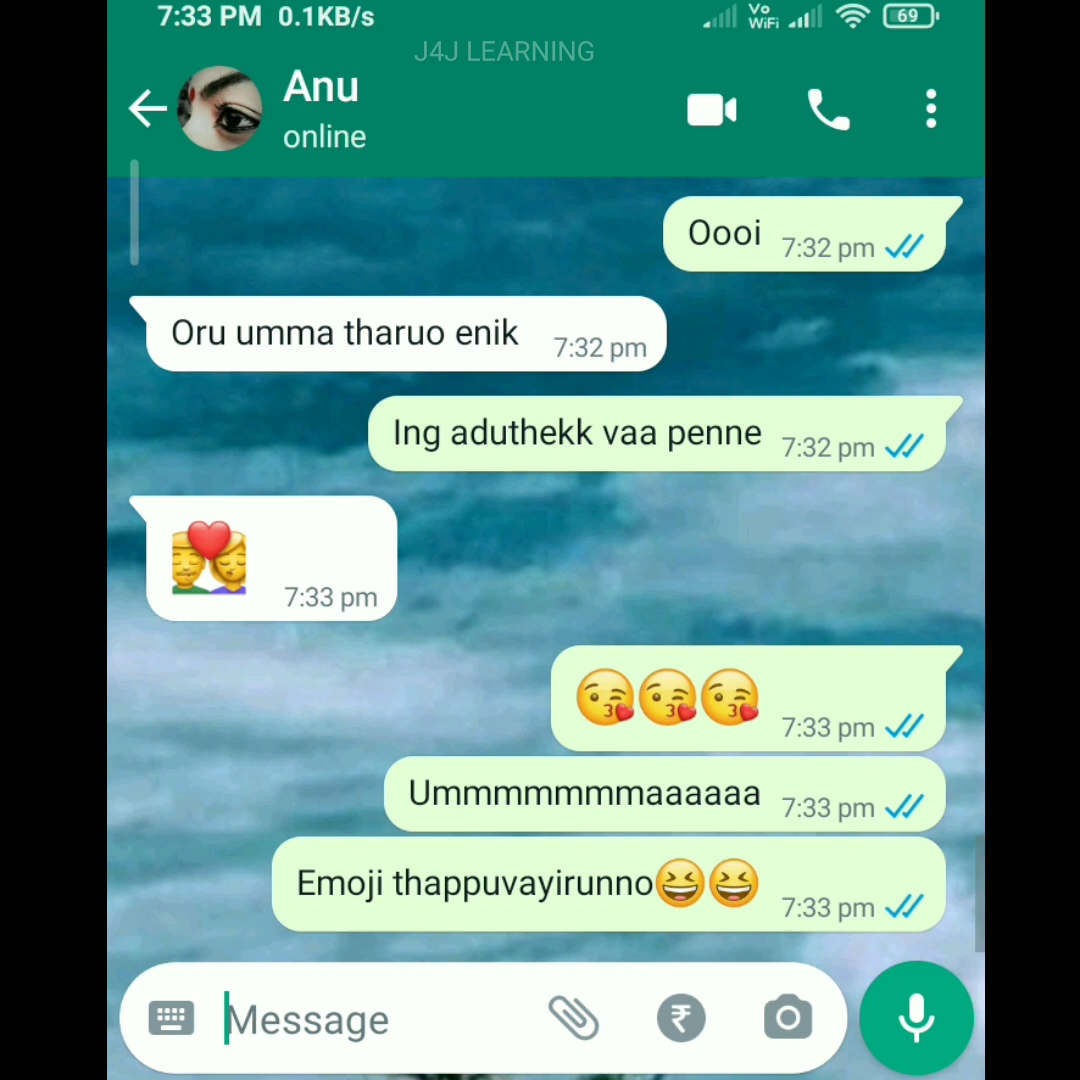 7:33 PM 0.1KB/s Vo WiFi 69
J4J LEARNING
Anu
online
Oooi 7:32 pm
Oru umma tharuo enik 7:32 pm
Ing aduthekk vaa penne 7:32 pm
7:33 pm
😘😘😘 7:33 pm
Ummmmmmmaaaaaa 7:33 pm
Emoji thappuvayirunno😆😆 7:33 pm
Message